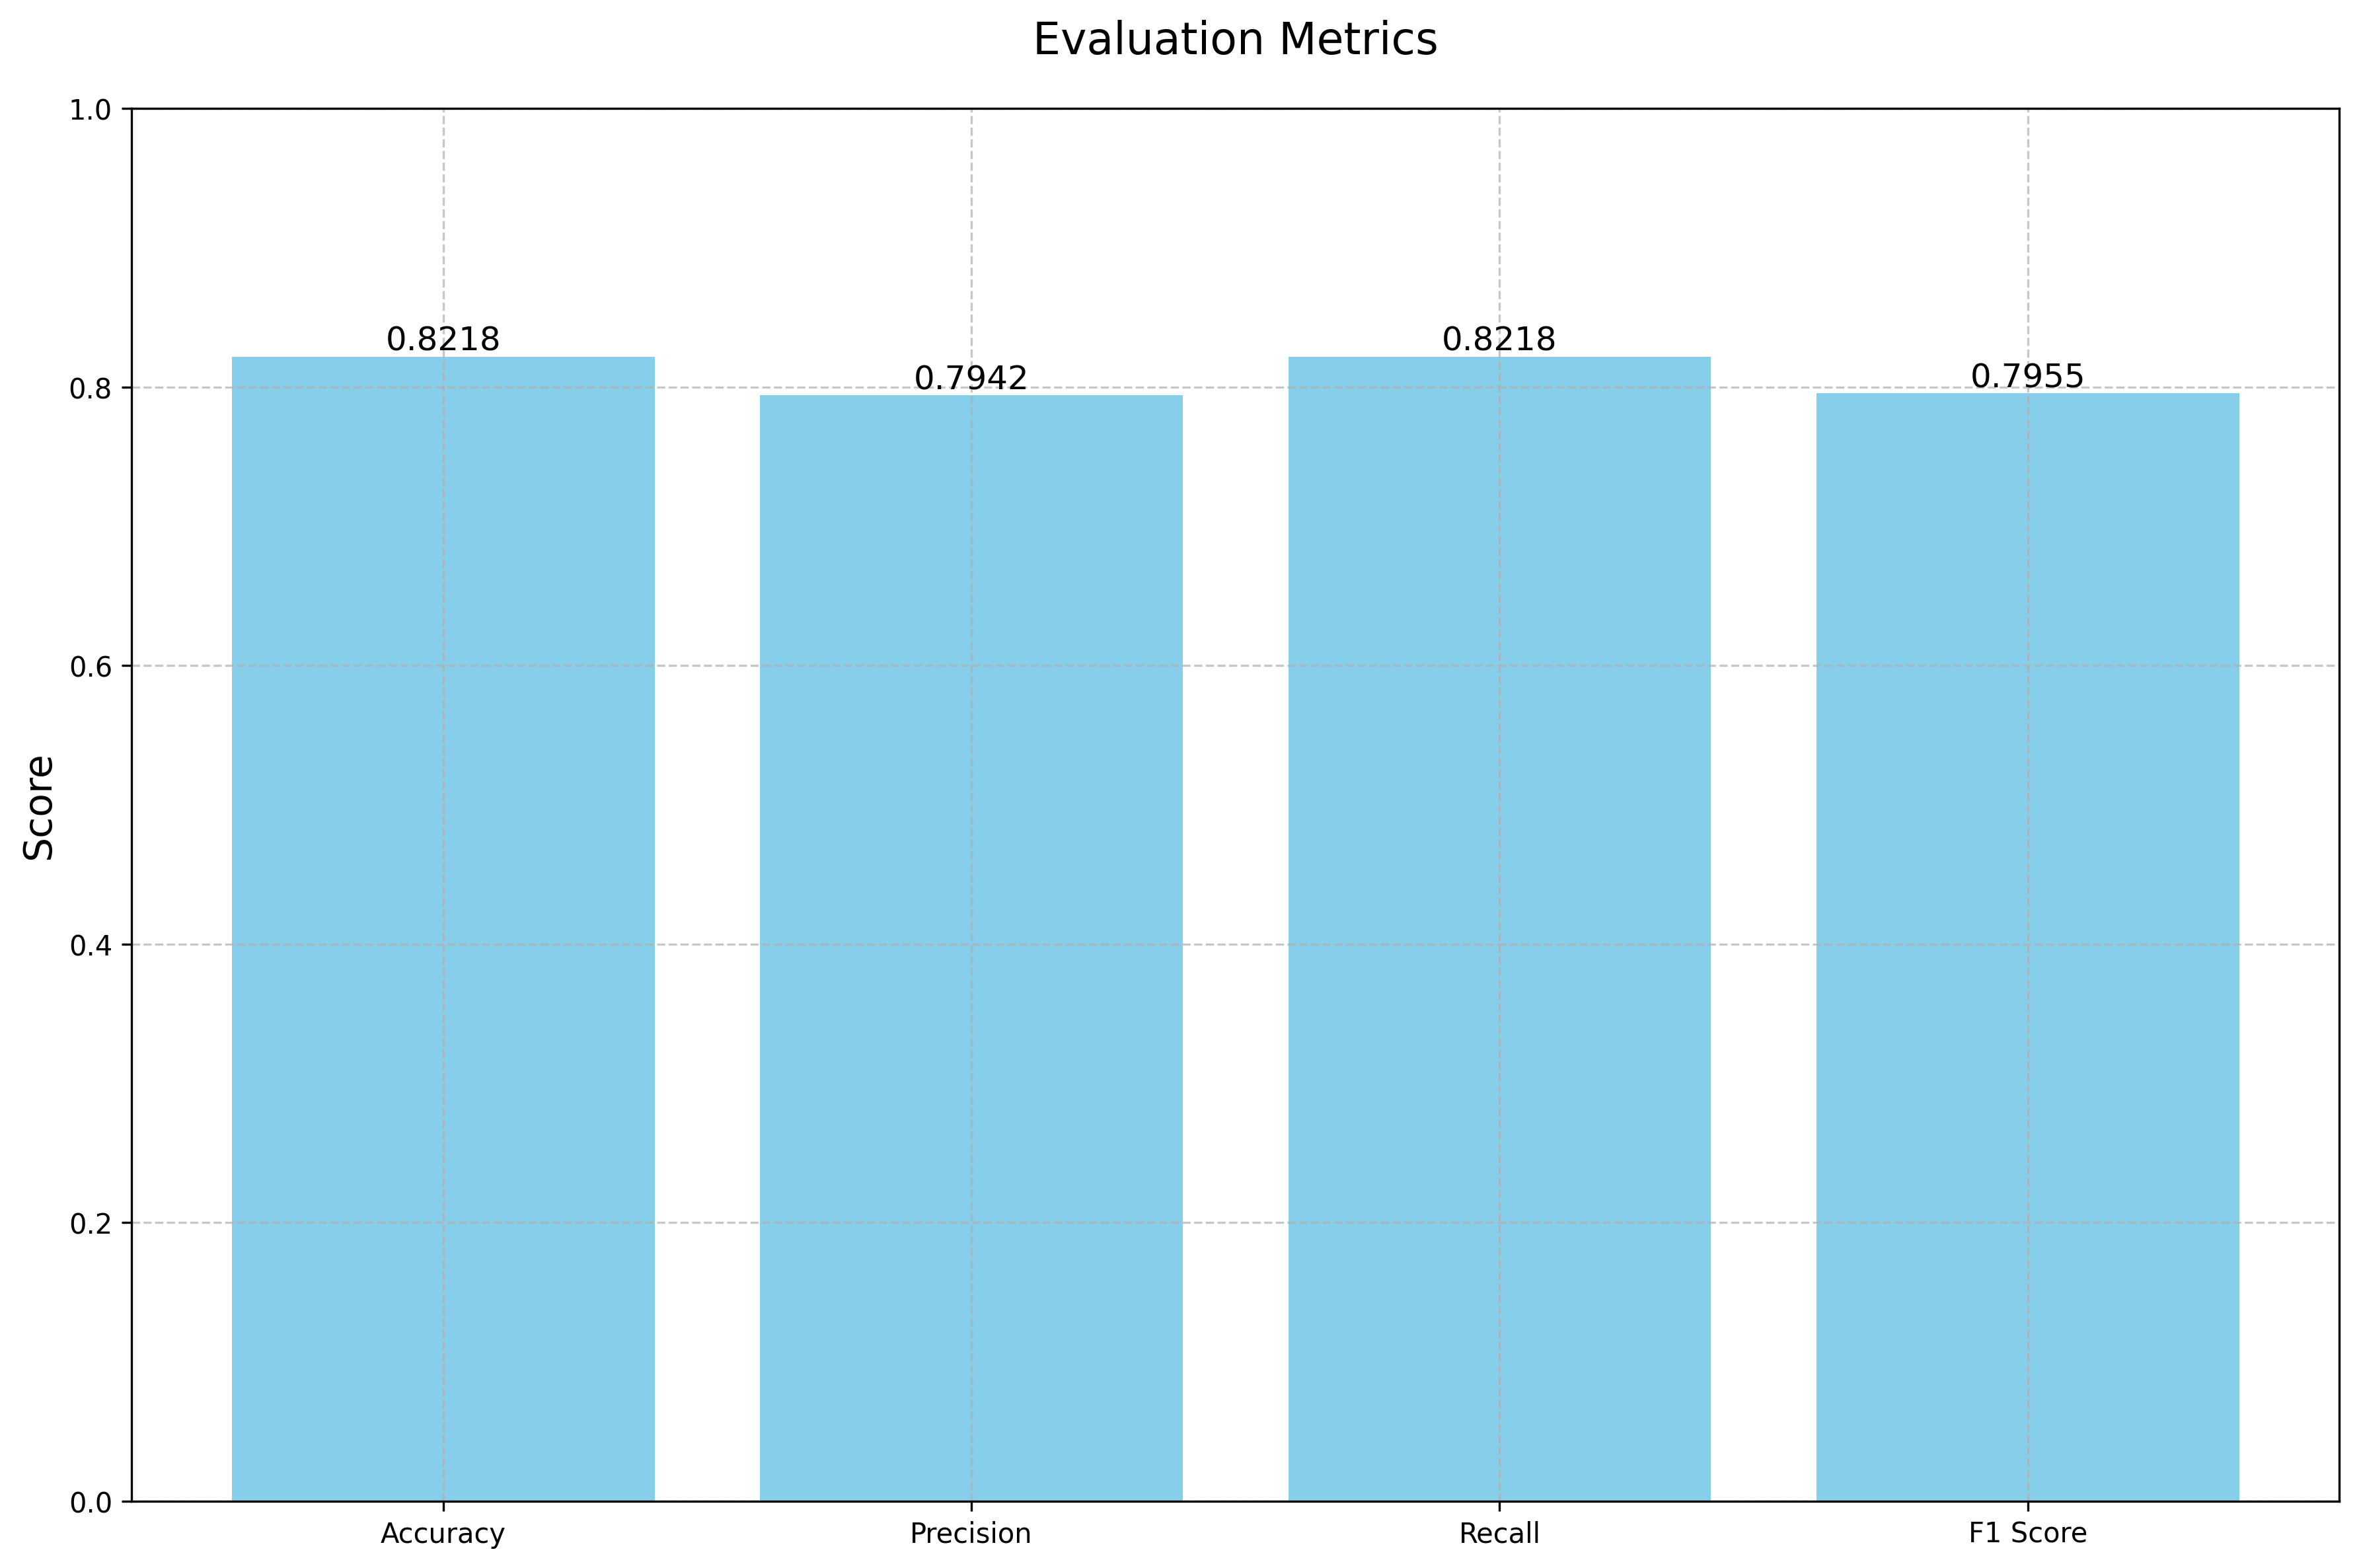 Evaluation Metrics
1.0
0.8
0.6
0.4
0.2
0.0
Score
0.8218
0.7942
0.8218
0.7955
Accuracy
Precision
Recall
F1 Score